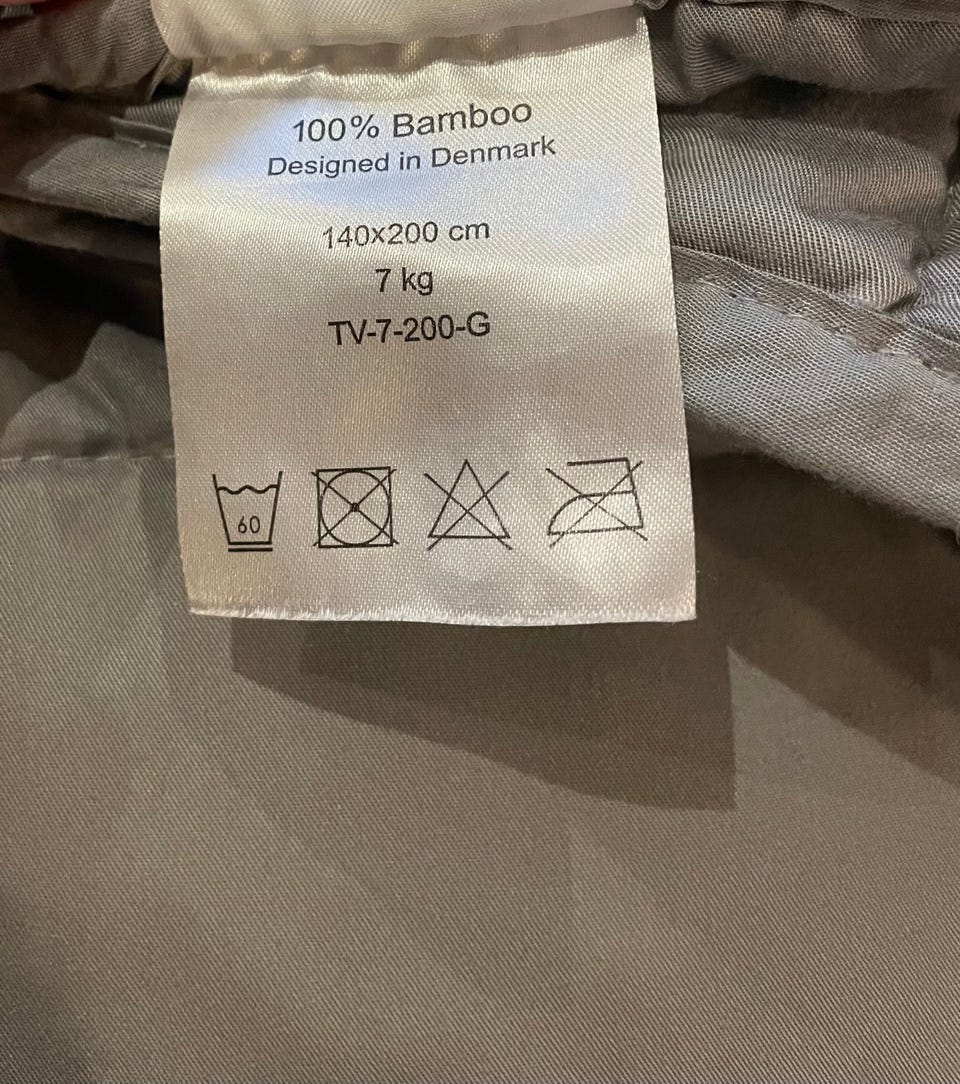 100% Bamboo
Designed in Denmark
140x200 cm
7 kg
TV-7-200-G
60